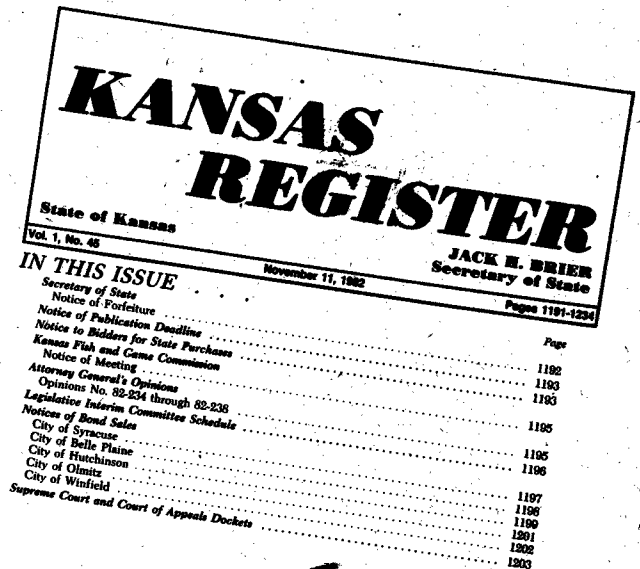 KANSAS
REGISTER
State of Kansas
JACK H. BRIER
Secretary of State
Vol. 1, No. 45
November 11, 1982
Pages 1191-1234
IN THIS ISSUE
Page
Secretary of State
Notice of Forfeiture ........ 1192
Notice of Publication Deadline ........ 1193
Notice to Bidders for State Purchases ........ 1193
Kansas Fish and Game Commission
Notice of Meeting ........ 1195
Attorney General's Opinions
Opinions No. 82-234 through 82-238 ........ 1195
Legislative Interim Committee Schedule ........ 1196
Notices of Bond Sales
City of Syracuse ........ 1197
City of Belle Plaine ........ 1198
City of Hutchinson ........ 1199
City of Olmitz ........ 1201
City of Winfield ........ 1202
Supreme Court and Court of Appeals Dockets ........ 1203